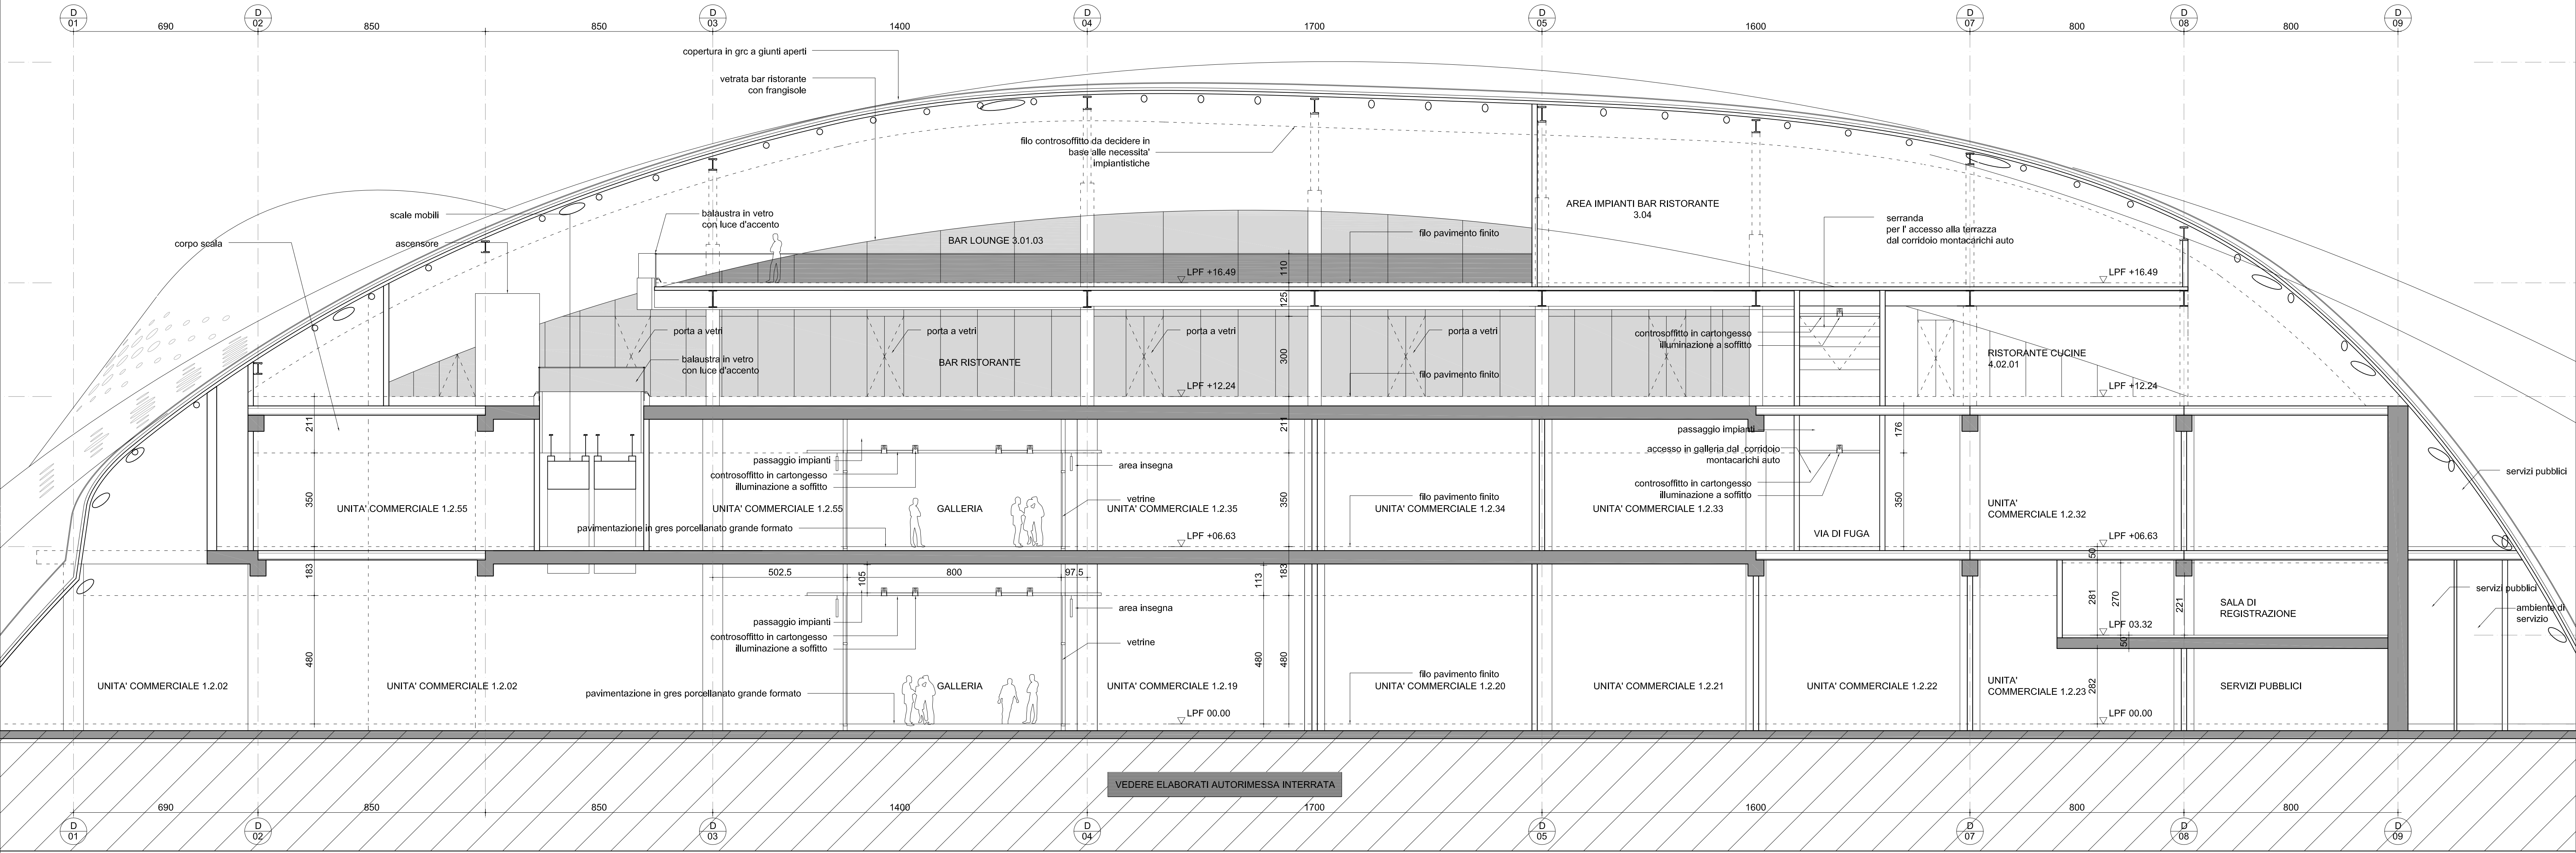 D 01
D 02
D 03
D 04
D 05
D 07
D 08
D 09
690
850
850
1400
1700
1600
800
800
copertura in grc a giunti aperti
vetrata bar ristorante
con frangisole
filo controsoffitto da decidere in
base alle necessita'
impiantistiche
scale mobili
corpo scala
ascensore
balaustra in vetro
con luce d'accento
BAR LOUNGE 3.01.03
filo pavimento finito
AREA IMPIANTI BAR RISTORANTE
3.04
serranda
per l' accesso alla terrazza
dal corridoio montacarichi auto
LPF +16.49
110
LPF +16.49
125
porta a vetri
porta a vetri
porta a vetri
porta a vetri
balaustra in vetro
con luce d'accento
BAR RISTORANTE
300
filo pavimento finito
controsoffitto in cartongesso
illuminazione a soffitto
RISTORANTE CUCINE
4.02.01
LPF +12.24
LPF +12.24
211
211
176
passaggio impianti
controsoffitto in cartongesso
illuminazione a soffitto
area insegna
vetrine
passaggio impianti
accesso in galleria dal corridoio
montacarichi auto
controsoffitto in cartongesso
illuminazione a soffitto
servizi pubblici
350
350
350
filo pavimento finito
UNITA' COMMERCIALE 1.2.55
UNITA' COMMERCIALE 1.2.55
GALLERIA
UNITA' COMMERCIALE 1.2.35
UNITA' COMMERCIALE 1.2.34
UNITA' COMMERCIALE 1.2.33
UNITA'
COMMERCIALE 1.2.32
pavimentazione in gres porcellanato grande formato
VIA DI FUGA
LPF +06.63
LPF +06.63
50
183
502.5
105
800
97.5
113
183
passaggio impianti
controsoffitto in cartongesso
illuminazione a soffitto
area insegna
vetrine
281
270
221
SALA DI
REGISTRAZIONE
servizi pubblici
ambiente di
servizio
LPF 03.32
50
480
480
480
282
filo pavimento finito
UNITA' COMMERCIALE 1.2.02
UNITA' COMMERCIALE 1.2.02
GALLERIA
UNITA' COMMERCIALE 1.2.19
UNITA' COMMERCIALE 1.2.20
UNITA' COMMERCIALE 1.2.21
UNITA' COMMERCIALE 1.2.22
UNITA'
COMMERCIALE 1.2.23
SERVIZI PUBBLICI
pavimentazione in gres porcellanato grande formato
LPF 00.00
LPF 00.00
VEDERE ELABORATI AUTORIMESSA INTERRATA
690
850
850
1400
1700
1600
800
800
D 01
D 02
D 03
D 04
D 05
D 07
D 08
D 09